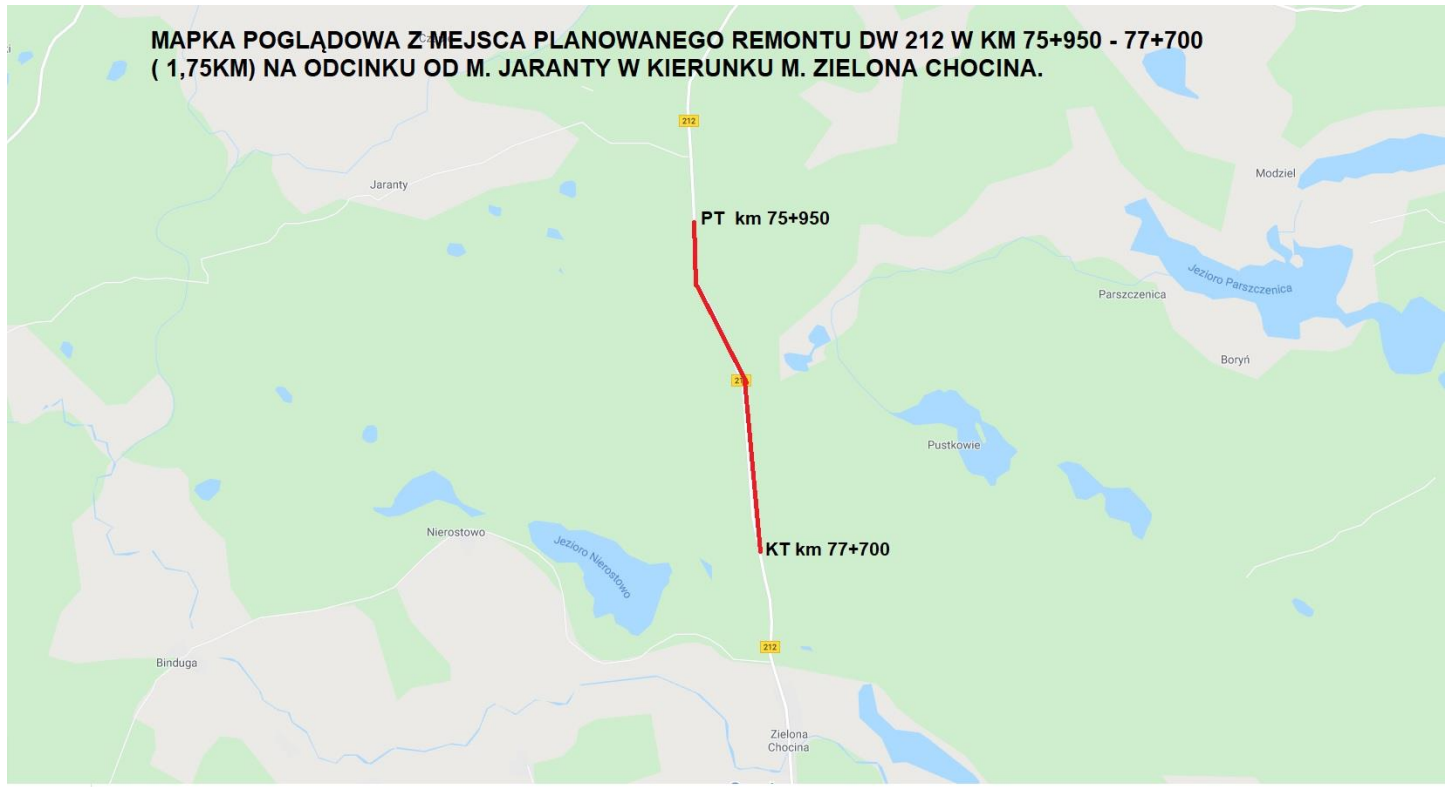 MAPKA POGLĄDOWA Z MEJSCA PLANOWANEGO REMONTU DW 212 W KM 75+950 - 77+700
( 1,75KM) NA ODCINKU OD M. JARANTY W KIERUNKU M. ZIELONA CHOCINA.
212
Modziel
Jaranty
PT km 75+950
Jezioro Parszczenica
Parszczenica
Boryń
Pustkowie
Nierostowo
Jezioro Nierostowo
KT km 77+700
212
Binduga
Zielona
Chocina